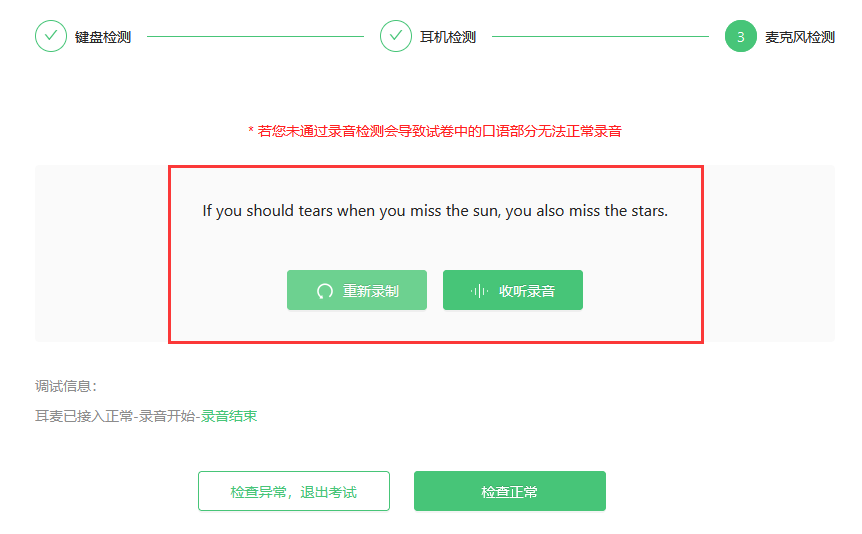 键盘检测
耳机检测
3 麦克风检测
* 若您未通过录音检测会导致试卷中的口语部分无法正常录音
If you should tears when you miss the sun, you also miss the stars.
重新录制
收听录音
调试信息：
耳麦已接入正常-录音开始-录音结束
检查异常，退出考试
检查正常